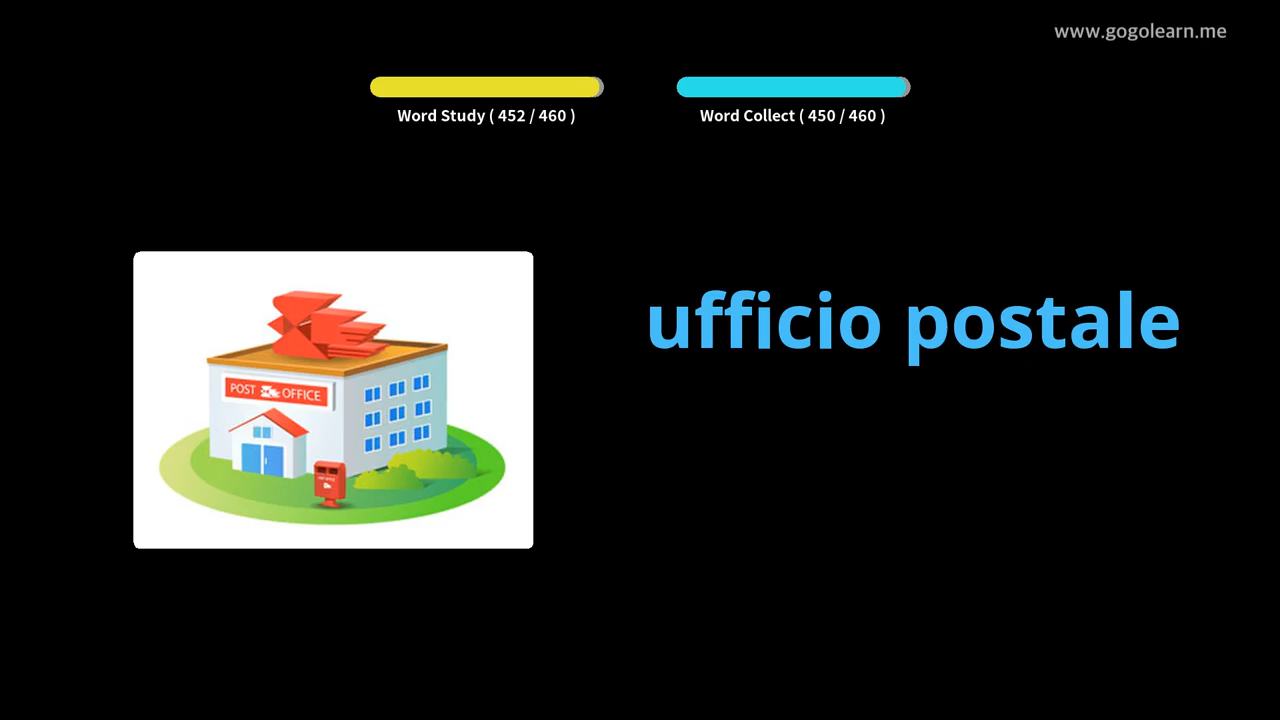 www.gogolearn.me
Word Study ( 452 / 460 )
Word Collect ( 450 / 460 )
ufficio postale
POST OFFICE